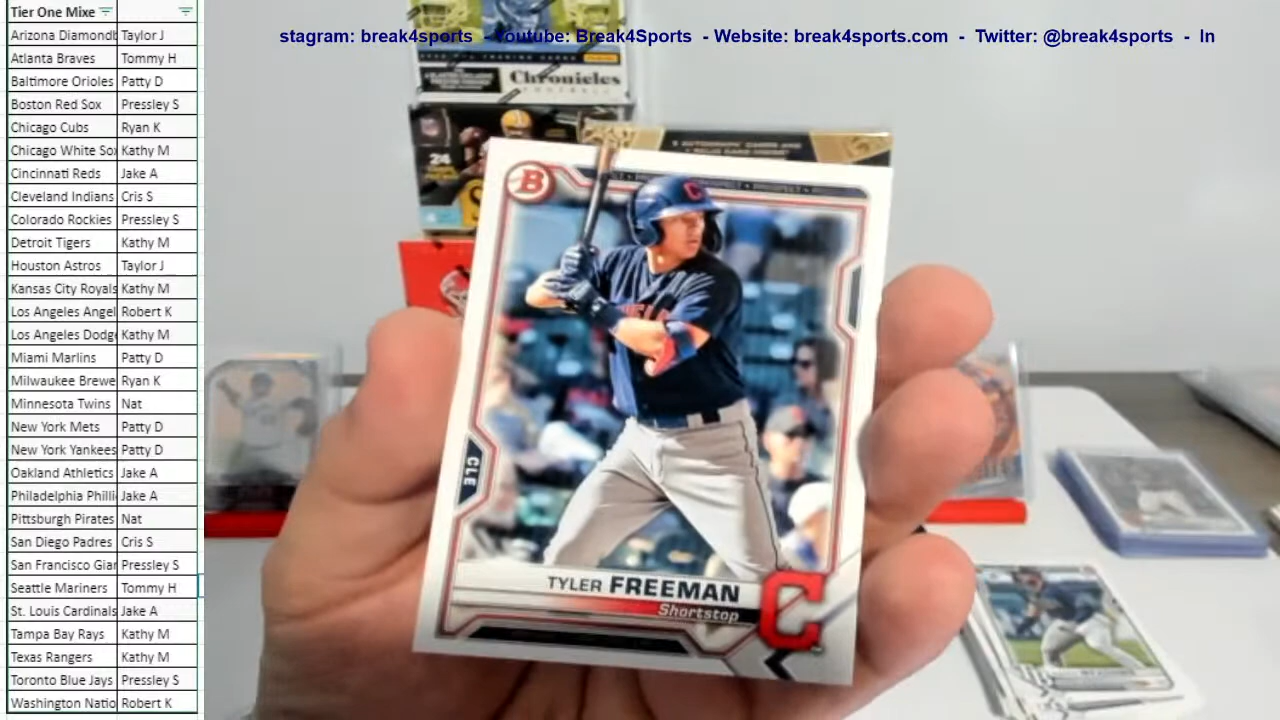 Tier One Mixe
Arizona Diamondb Taylor J
Atlanta Braves Tommy H
Baltimore Orioles Patty D
Boston Red Sox Pressley S
Chicago Cubs Ryan K
Chicago White Sox Kathy M
Cincinnati Reds Jake A
Cleveland Indians Cris S
Colorado Rockies Pressley S
Detroit Tigers Kathy M
Houston Astros Taylor J
Kansas City Royals Kathy M
Los Angeles Angel Robert K
Los Angeles Dodge Kathy M
Miami Marlins Patty D
Milwaukee Brewe Ryan K
Minnesota Twins Nat
New York Mets Patty D
New York Yankees Patty D
Oakland Athletics Jake A
Philadelphia Philli Jake A
Pittsburgh Pirates Nat
San Diego Padres Cris S
San Francisco Gian Pressley S
Seattle Mariners Tommy H
St. Louis Cardinals Jake A
Tampa Bay Rays Kathy M
Texas Rangers Kathy M
Toronto Blue Jays Pressley S
Washington Natio Robert K
stagram: break4sports - Youtube: Break4Sports - Website: break4sports.com - Twitter: @break4sports - In
Chronicles
FOOTBALL
24
B
PROSPECT
C
CLE
TYLER FREEMAN
Shortstop
C